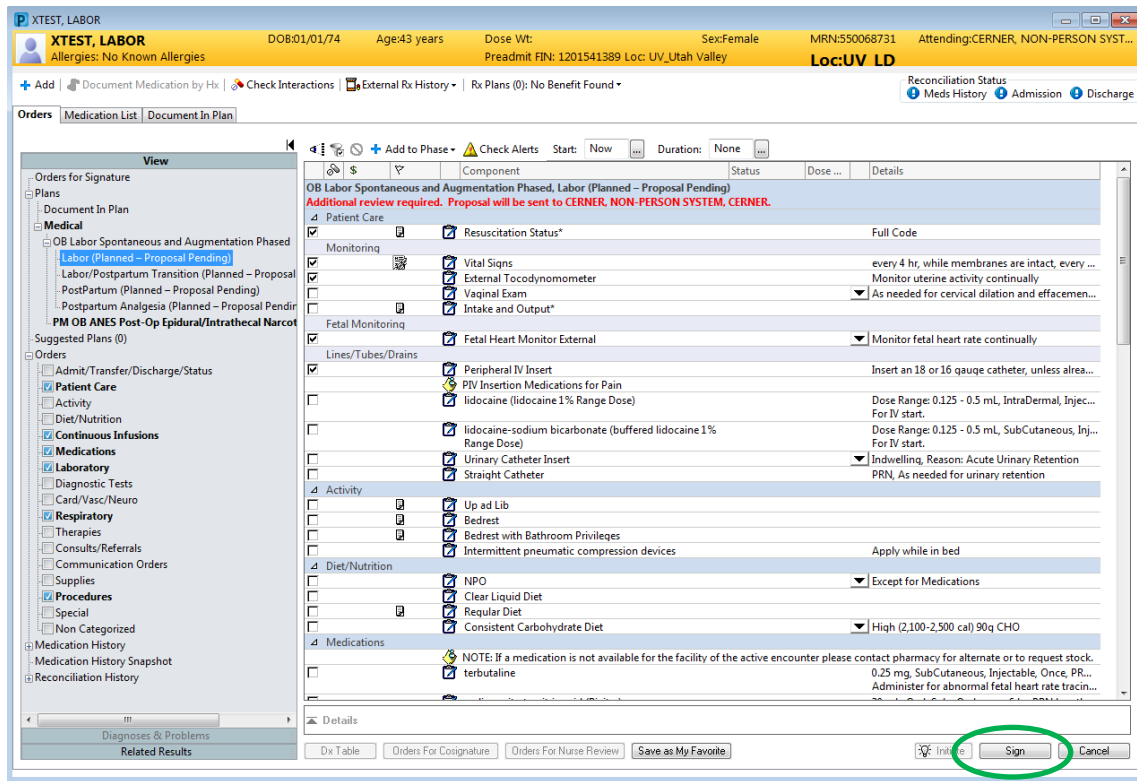 XTEST, LABOR
XTEST, LABOR DOB:01/01/74 Age:43 years Dose Wt: Sex:Female MRN:550068731 Attending:CERNER, NON-PERSON SYST...
Allergies: No Known Allergies Preadmit FIN: 1201541389 Loc: UV_Utah Valley Loc:UV LD
Add Document Medication by Hx Check Interactions External Rx History Rx Plans (0): No Benefit Found
Reconciliation Status
Meds History Admission Discharge
Orders Medication List Document In Plan
View
Orders for Signature
Plans
Document In Plan
Medical
OB Labor Spontaneous and Augmentation Phased
Labor (Planned – Proposal Pending)
Labor/Postpartum Transition (Planned – Proposal
PostPartum (Planned – Proposal Pending)
Postpartum Analgesia (Planned – Proposal Pendin
PM OB ANES Post-Op Epidural/Intrathecal Narcot
Suggested Plans (0)
Orders
Admit/Transfer/Discharge/Status
Patient Care
Activity
Diet/Nutrition
Continuous Infusions
Medications
Laboratory
Diagnostic Tests
Card/Vasc/Neuro
Respiratory
Therapies
Consults/Referrals
Communication Orders
Supplies
Procedures
Special
Non Categorized
Medication History
Medication History Snapshot
Reconciliation History
Diagnoses & Problems
Related Results
Add to Phase Check Alerts Start: Now ... Duration: None ...
$ Component Status Dose ... Details
OB Labor Spontaneous and Augmentation Phased, Labor (Planned – Proposal Pending)
Additional review required. Proposal will be sent to CERNER, NON-PERSON SYSTEM, CERNER.
Patient Care
Resuscitation Status* Full Code
Monitoring
Vital Signs every 4 hr, while membranes are intact, every ...
External Tocodynomometer Monitor uterine activity continually
Vaginal Exam As needed for cervical dilation and effacemen...
Intake and Output*
Fetal Monitoring
Fetal Heart Monitor External Monitor fetal heart rate continually
Lines/Tubes/Drains
Peripheral IV Insert Insert an 18 or 16 gauge catheter, unless alrea...
PIV Insertion Medications for Pain
lidocaine (lidocaine 1% Range Dose) Dose Range: 0.125 - 0.5 mL, IntraDermal, Injec...
For IV start.
lidocaine-sodium bicarbonate (buffered lidocaine 1% Dose Range: 0.125 - 0.5 mL, SubCutaneous, Inj...
Range Dose) For IV start.
Urinary Catheter Insert Indwelling, Reason: Acute Urinary Retention
Straight Catheter PRN, As needed for urinary retention
Activity
Up ad Lib
Bedrest
Bedrest with Bathroom Privileges
Intermittent pneumatic compression devices Apply while in bed
Diet/Nutrition
NPO Except for Medications
Clear Liquid Diet
Regular Diet
Consistent Carbohydrate Diet High (2,100-2,500 cal) 90g CHO
Medications
NOTE: If a medication is not available for the facility of the active encounter please contact pharmacy for alternate or to request stock.
terbutaline 0.25 mg, SubCutaneous, Injectable, Once, PR...
Administer for abnormal fetal heart rate tracin...
Details
Dx Table Orders For Cosignature Orders For Nurse Review Save as My Favorite Sign Cancel